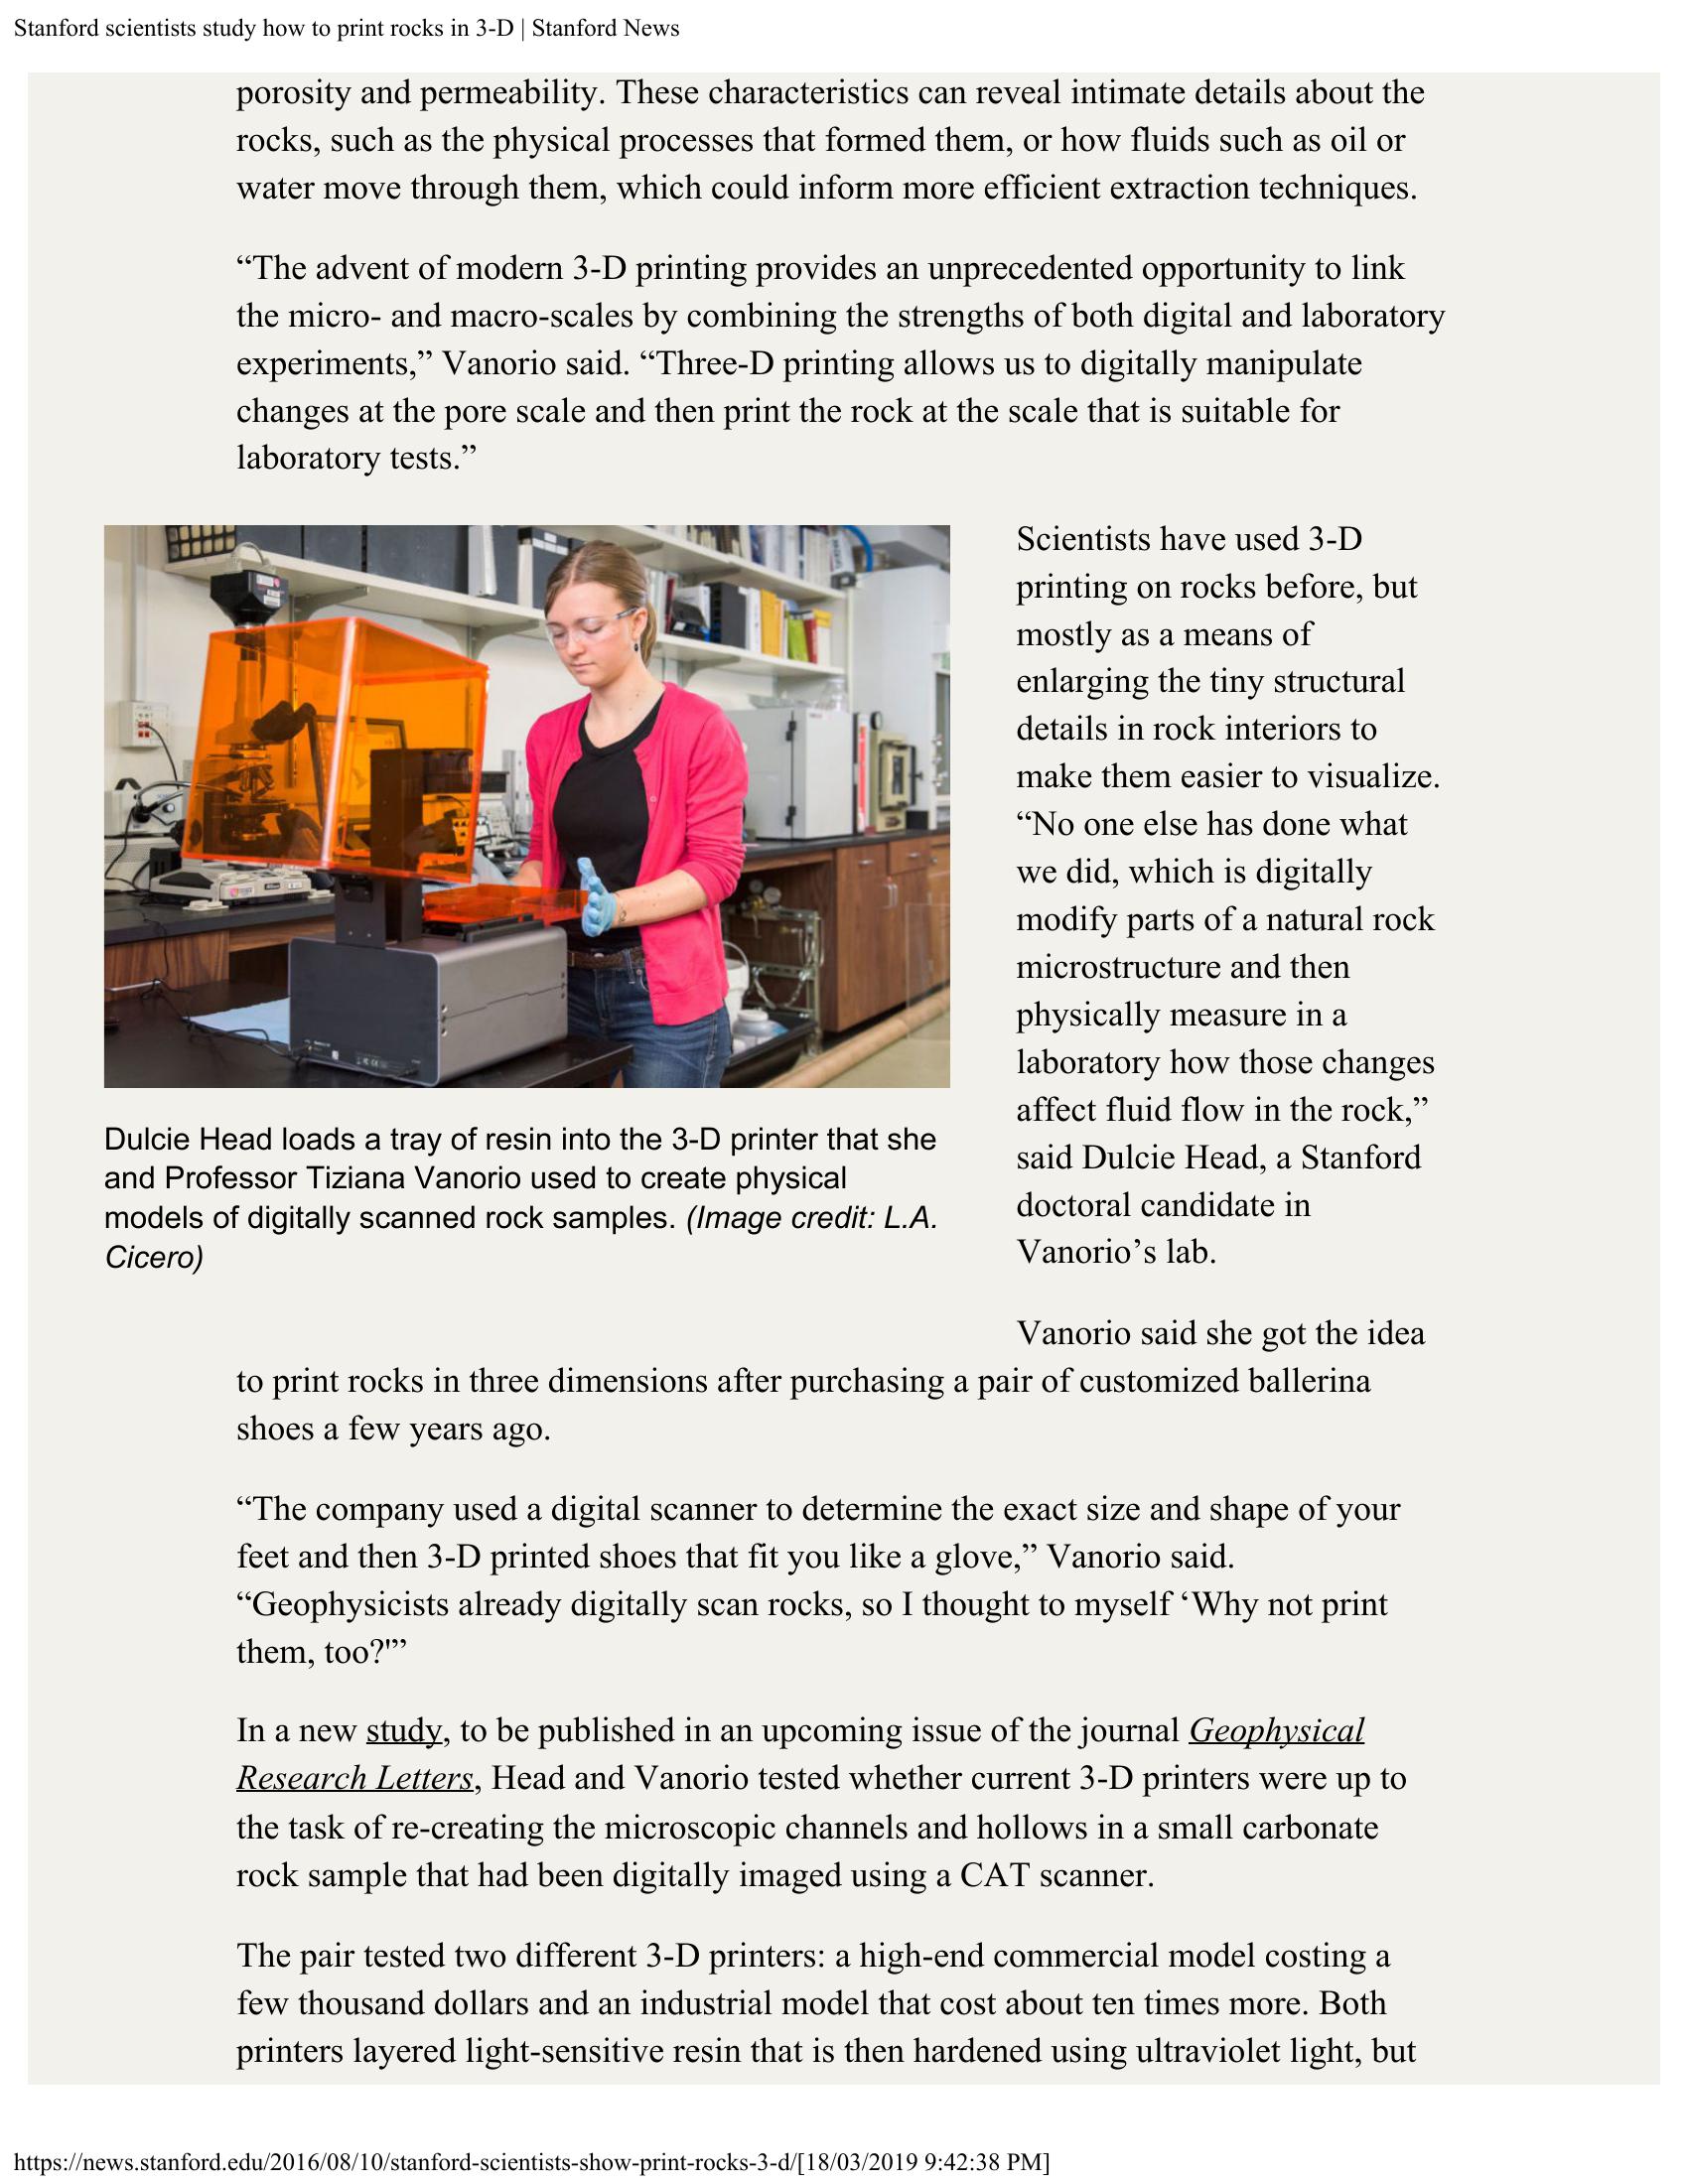 Stanford scientists study how to print rocks in 3-D | Stanford News
porosity and permeability. These characteristics can reveal intimate details about the
rocks, such as the physical processes that formed them, or how fluids such as oil or
water move through them, which could inform more efficient extraction techniques.
“The advent of modern 3-D printing provides an unprecedented opportunity to link
the micro- and macro-scales by combining the strengths of both digital and laboratory
experiments,” Vanorio said. “Three-D printing allows us to digitally manipulate
changes at the pore scale and then print the rock at the scale that is suitable for
laboratory tests.”
Dulcie Head loads a tray of resin into the 3-D printer that she
and Professor Tiziana Vanorio used to create physical
models of digitally scanned rock samples. (Image credit: L.A.
Cicero)
Scientists have used 3-D
printing on rocks before, but
mostly as a means of
enlarging the tiny structural
details in rock interiors to
make them easier to visualize.
“No one else has done what
we did, which is digitally
modify parts of a natural rock
microstructure and then
physically measure in a
laboratory how those changes
affect fluid flow in the rock,”
said Dulcie Head, a Stanford
doctoral candidate in
Vanorio’s lab.
Vanorio said she got the idea
to print rocks in three dimensions after purchasing a pair of customized ballerina
shoes a few years ago.
“The company used a digital scanner to determine the exact size and shape of your
feet and then 3-D printed shoes that fit you like a glove,” Vanorio said.
“Geophysicists already digitally scan rocks, so I thought to myself ‘Why not print
them, too?'”
In a new study, to be published in an upcoming issue of the journal Geophysical
Research Letters, Head and Vanorio tested whether current 3-D printers were up to
the task of re-creating the microscopic channels and hollows in a small carbonate
rock sample that had been digitally imaged using a CAT scanner.
The pair tested two different 3-D printers: a high-end commercial model costing a
few thousand dollars and an industrial model that cost about ten times more. Both
printers layered light-sensitive resin that is then hardened using ultraviolet light, but
https://news.stanford.edu/2016/08/10/stanford-scientists-show-print-rocks-3-d/[18/03/2019 9:42:38 PM]